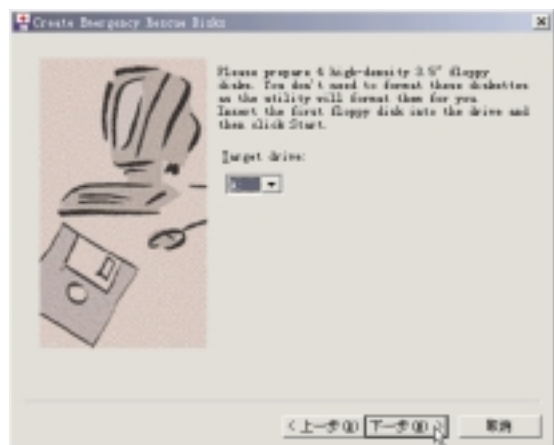 Create Emergency Rescue Disks
Please prepare 4 high-density 3.5" floppy
disks. You don't need to format these diskettes
as the utility will format them for you.
Insert the first floppy disk into the drive and
then click Start.
Target drive:
<上一步(B) 下一步(N)> 取消